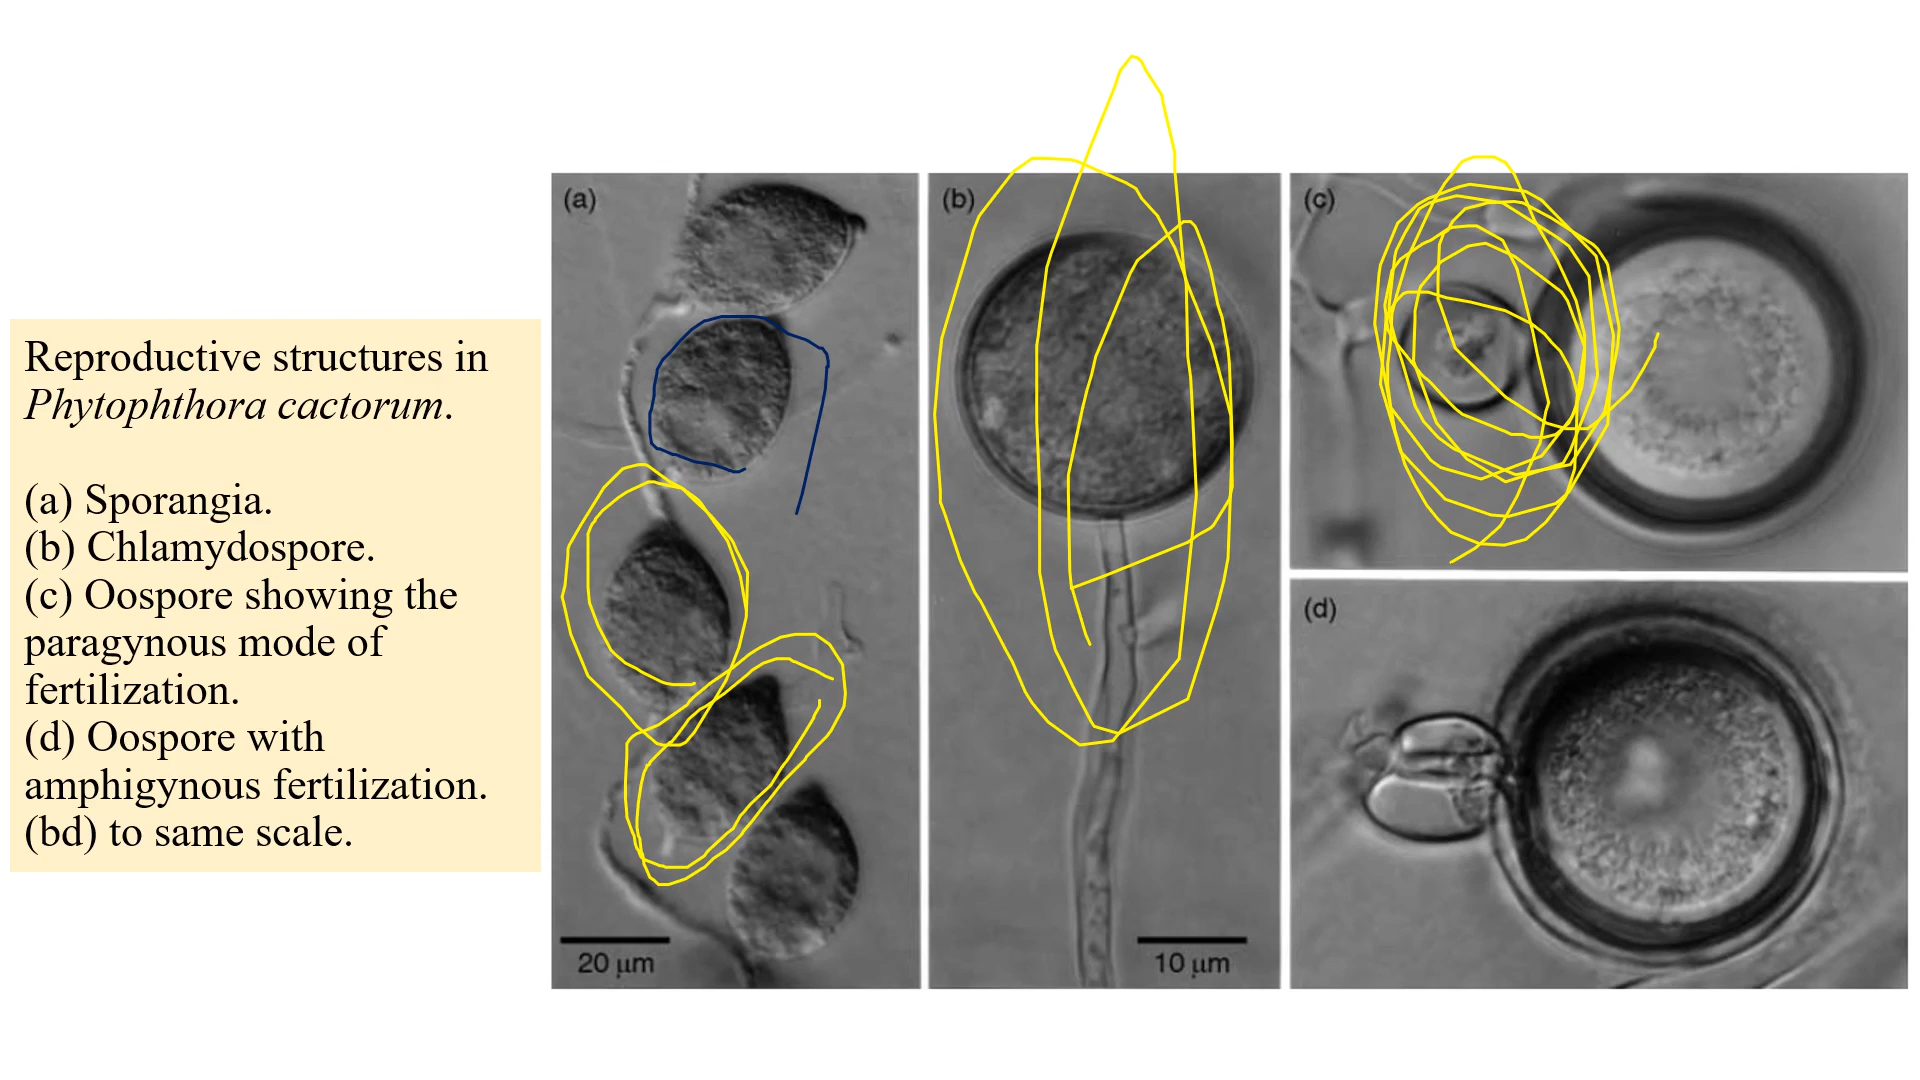 Reproductive structures in
Phytophthora cactorum.
(a) Sporangia.
(b) Chlamydospore.
(c) Oospore showing the
paragynous mode of
fertilization.
(d) Oospore with
amphigynous fertilization.
(bd) to same scale.
(a)
20 μm
(b)
10 μm
(c)
(d)